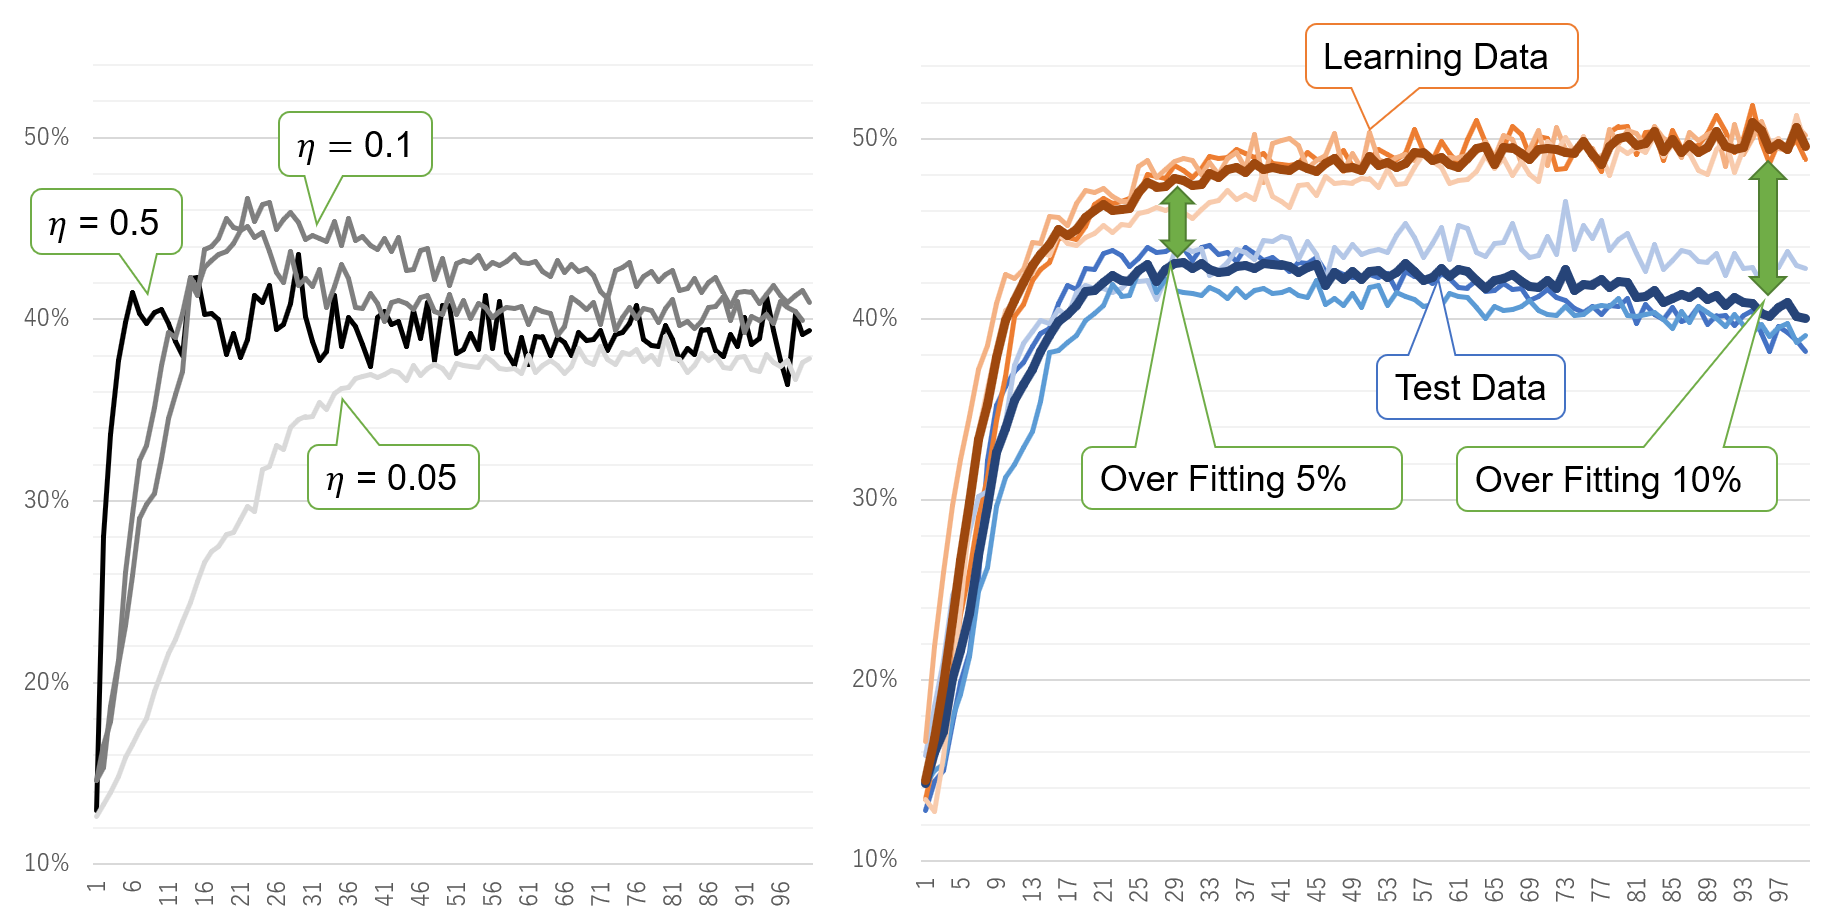 50%
40%
30%
20%
10%
η = 0.1
η = 0.5
η = 0.05
1 6 11 16 21 26 31 36 41 46 51 56 61 66 71 76 81 86 91 96
Learning Data
50%
40%
30%
20%
10%
Test Data
Over Fitting 5%
Over Fitting 10%
1 5 9 13 17 21 25 29 33 37 41 45 49 53 57 61 65 69 73 77 81 85 89 93 97